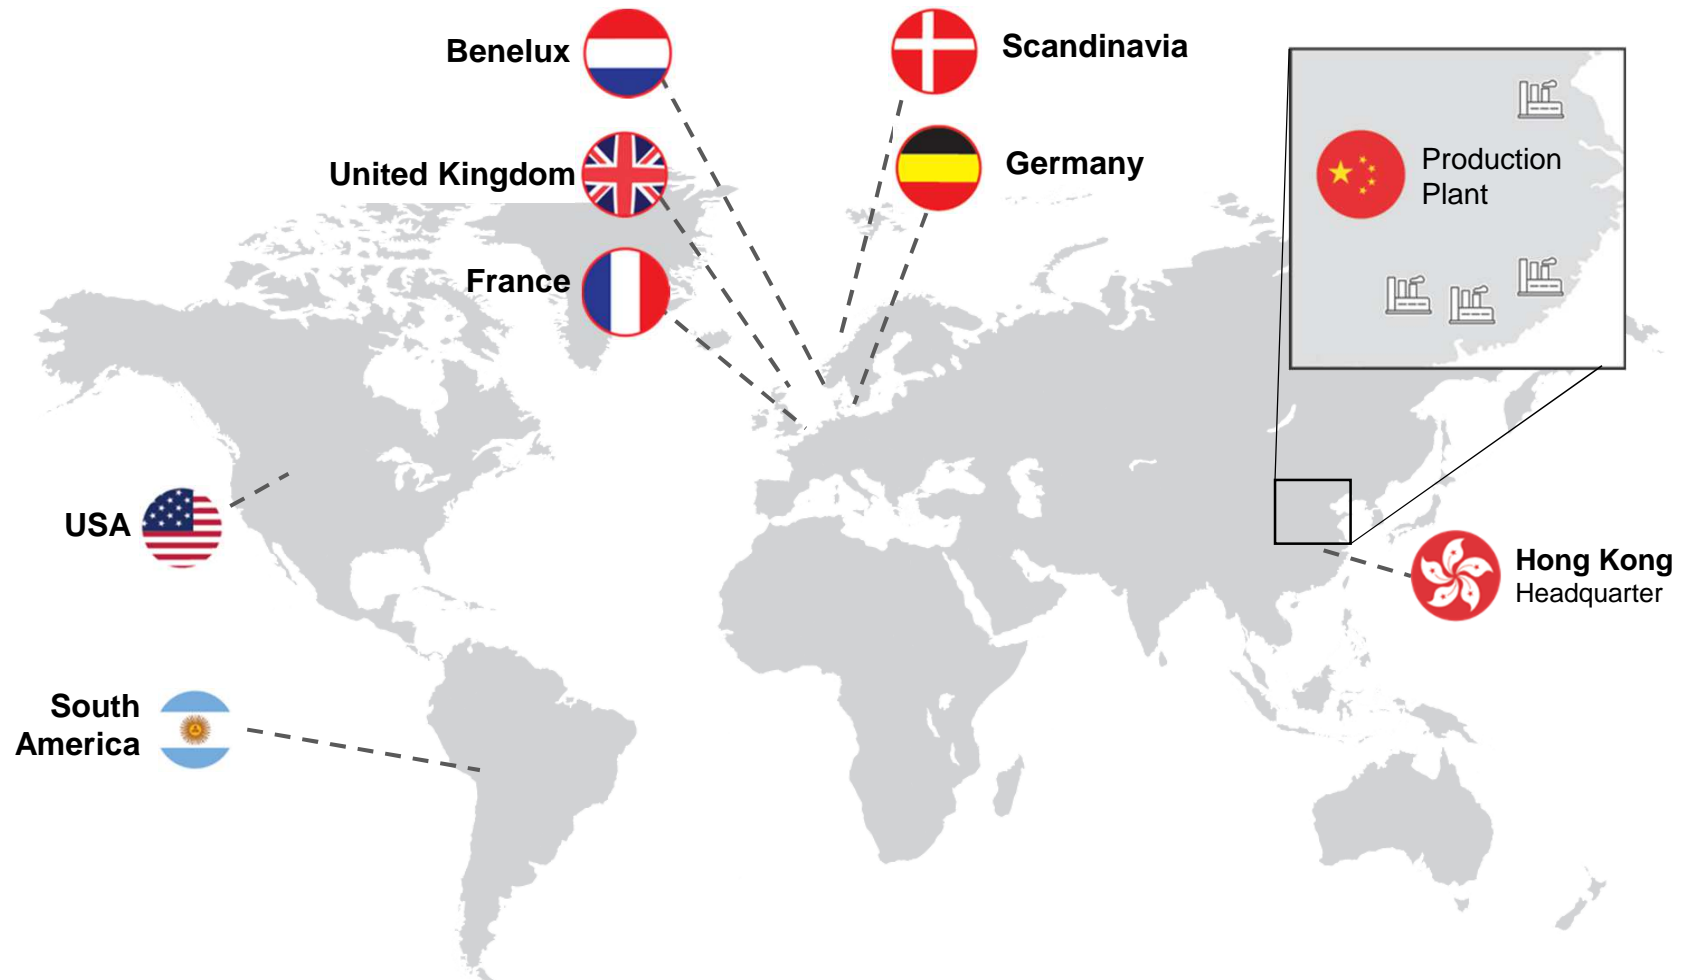 Benelux
Scandinavia
United Kingdom
Germany
Production
Plant
France
USA
Hong Kong
Headquarter
South
America